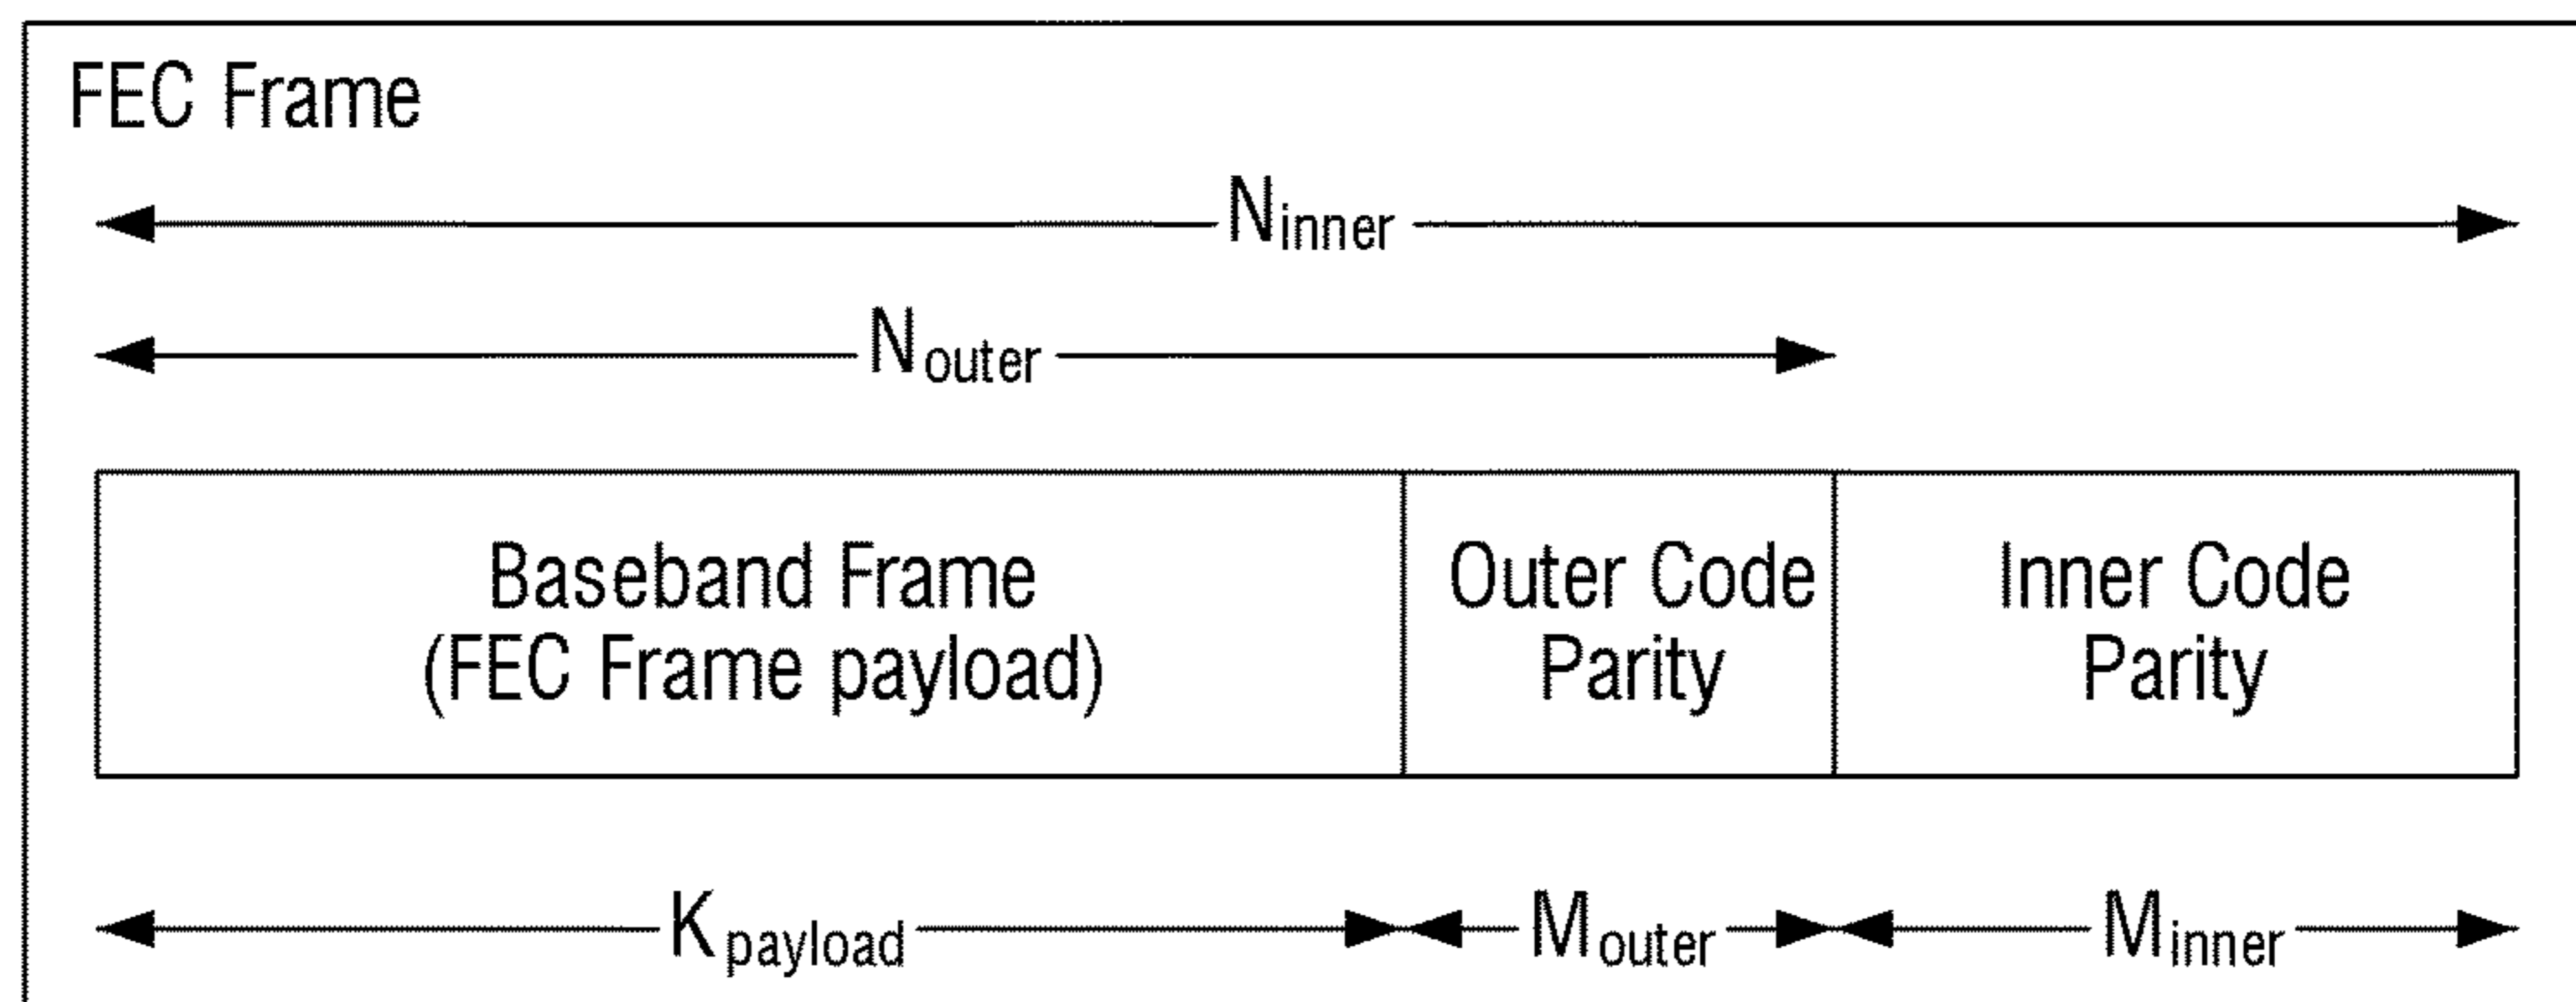 FEC Frame
Ninner
Nouter
Baseband Frame
(FEC Frame payload)
Outer Code
Parity
Inner Code
Parity
Kpayload
Mouter
Minner